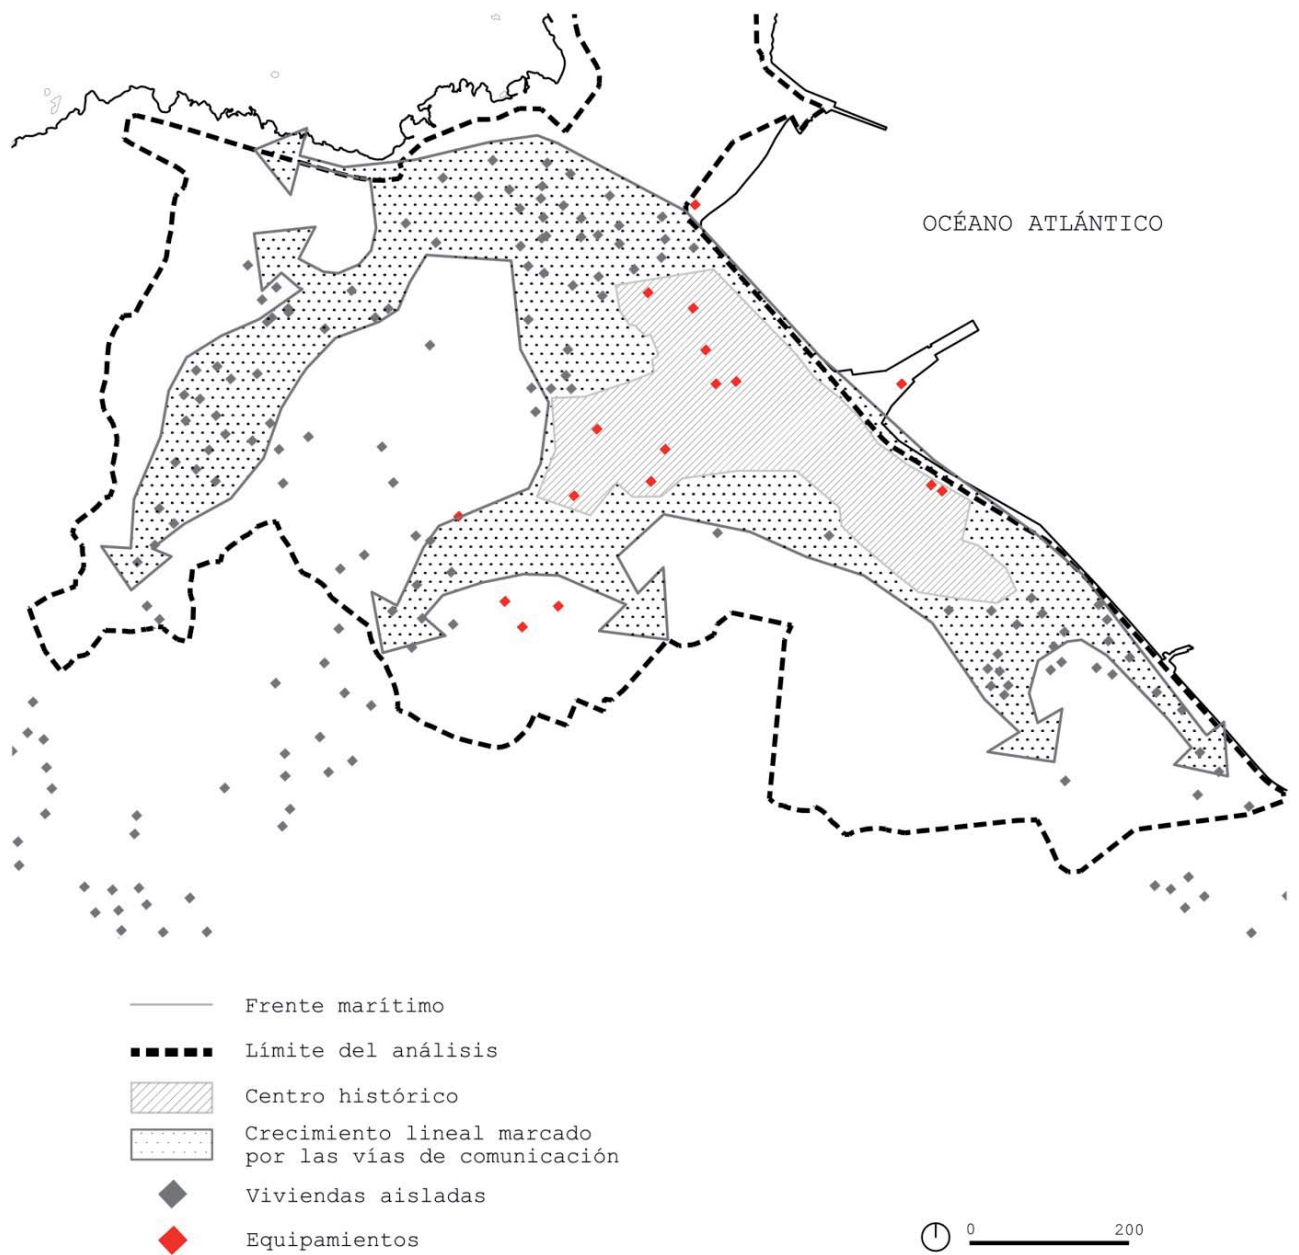 OCÉANO ATLÁNTICO
Frente marítimo
Límite del análisis
Centro histórico
Crecimiento lineal marcado
por las vías de comunicación
Viviendas aisladas
Equipamientos
0 200